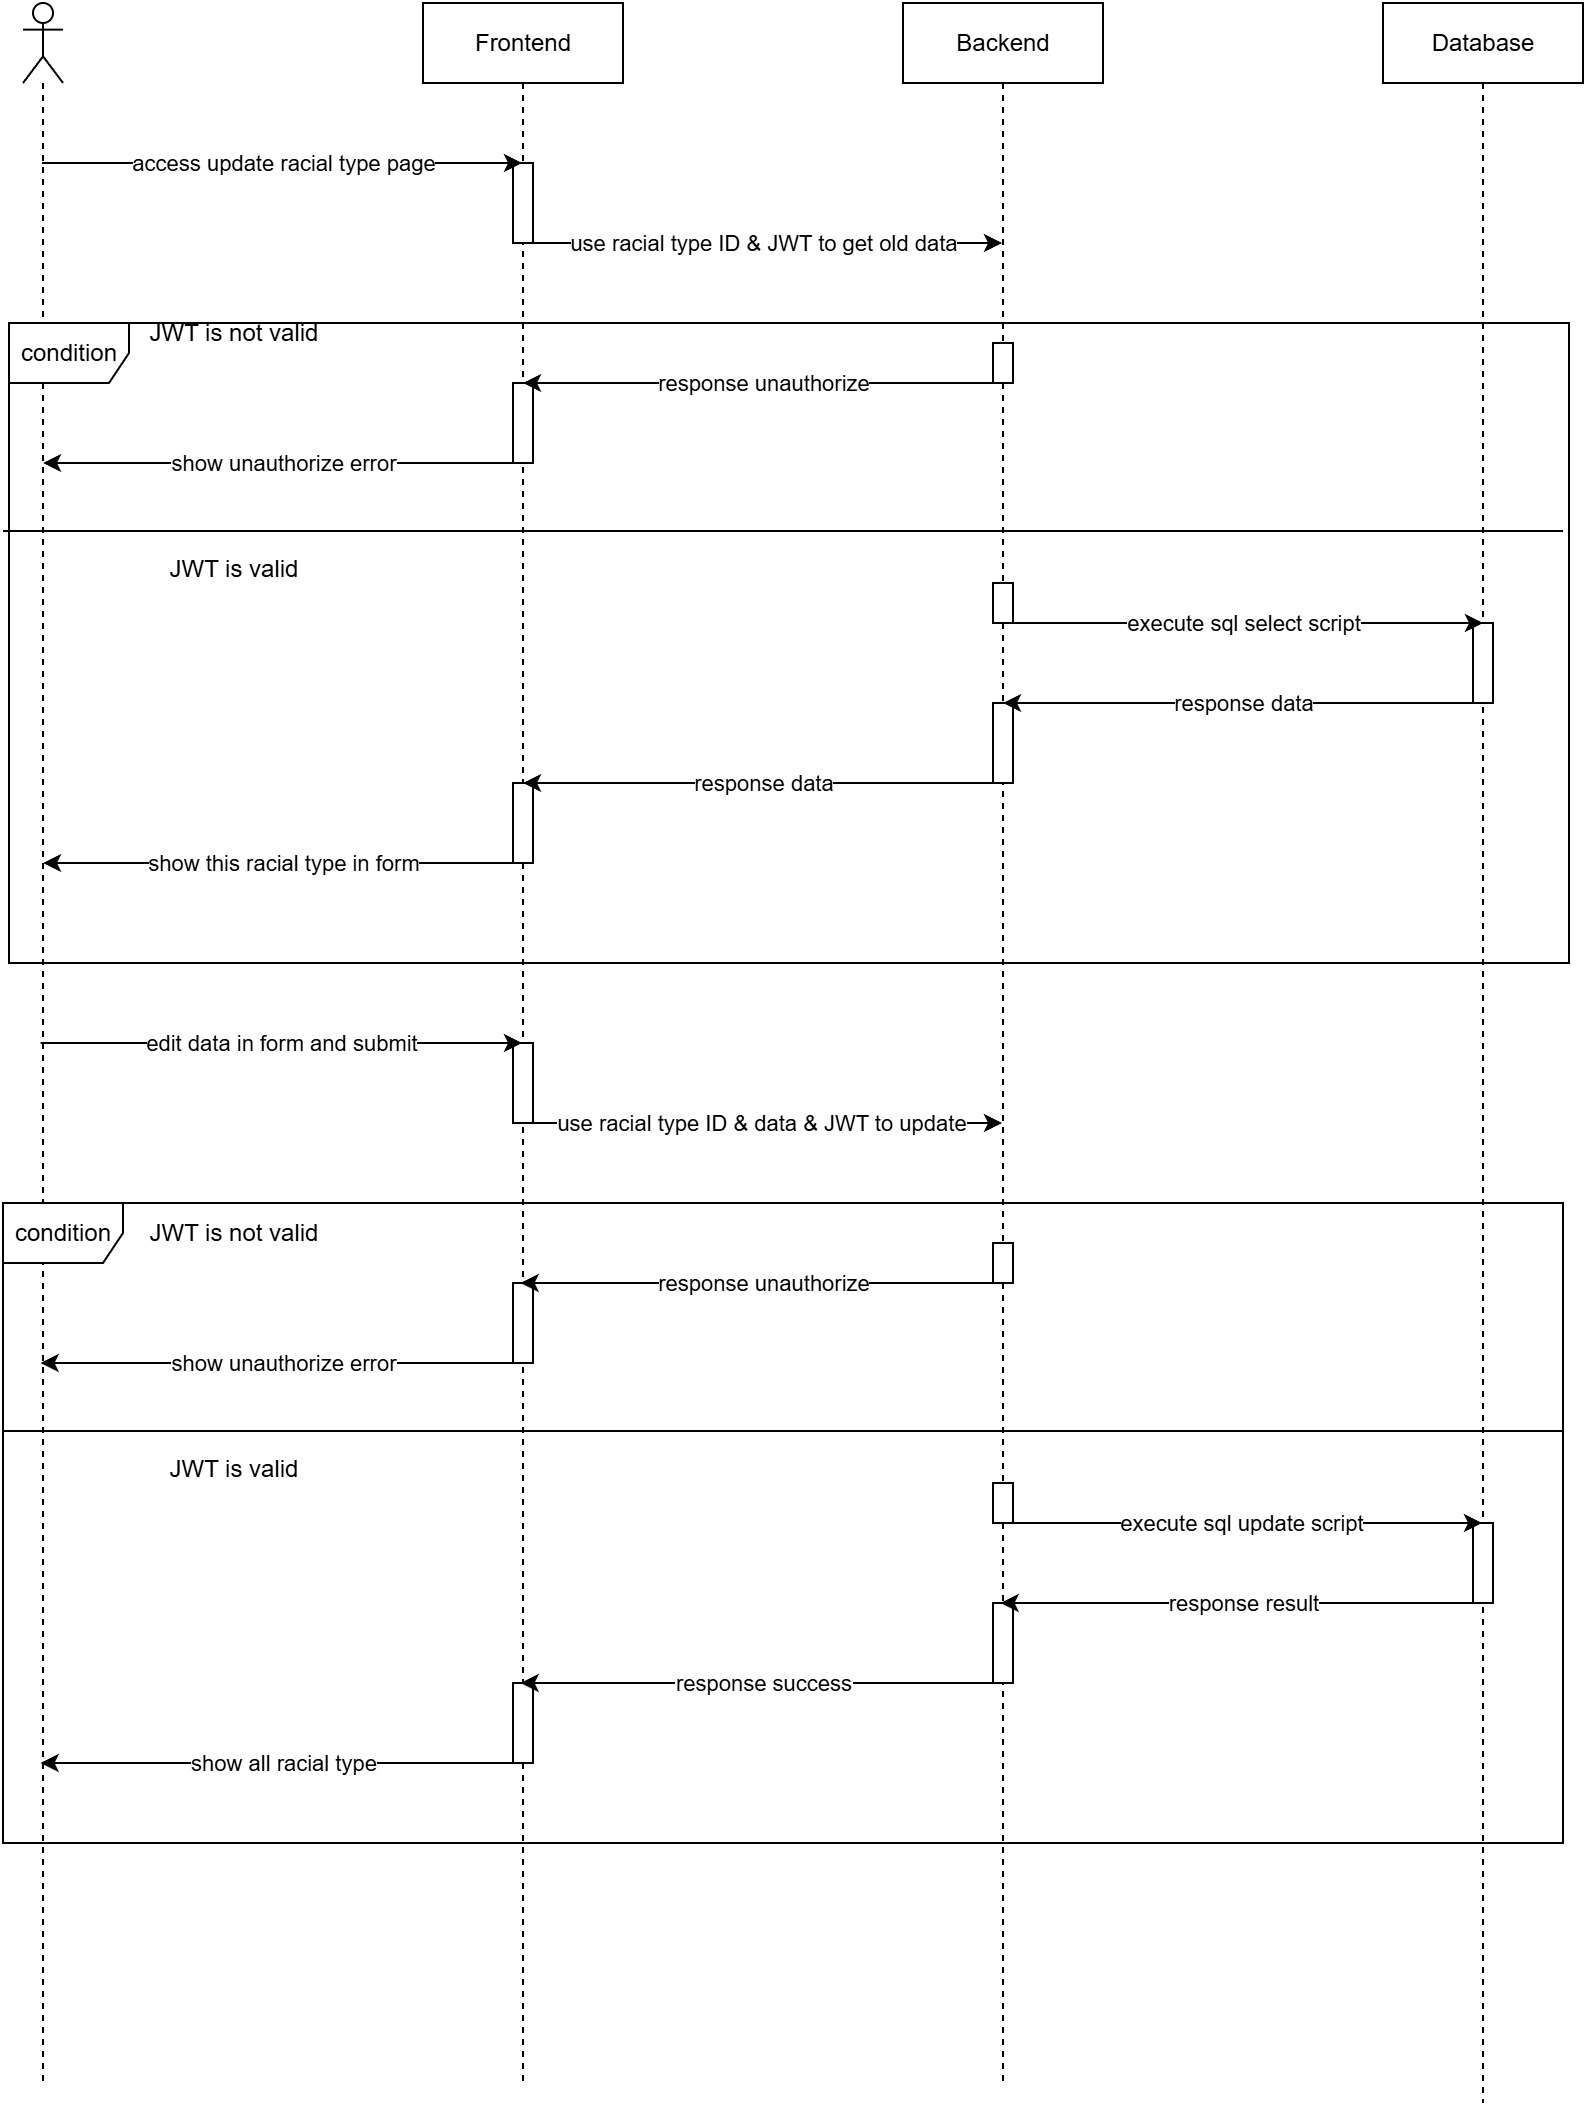 Frontend
Backend
Database
access update racial type page
use racial type ID & JWT to get old data
JWT is not valid
condition
response unauthorize
show unauthorize error
JWT is valid
execute sql select script
response data
response data
show this racial type in form
edit data in form and submit
use racial type ID & data & JWT to update
condition
JWT is not valid
response unauthorize
show unauthorize error
JWT is valid
execute sql update script
response result
response success
show all racial type